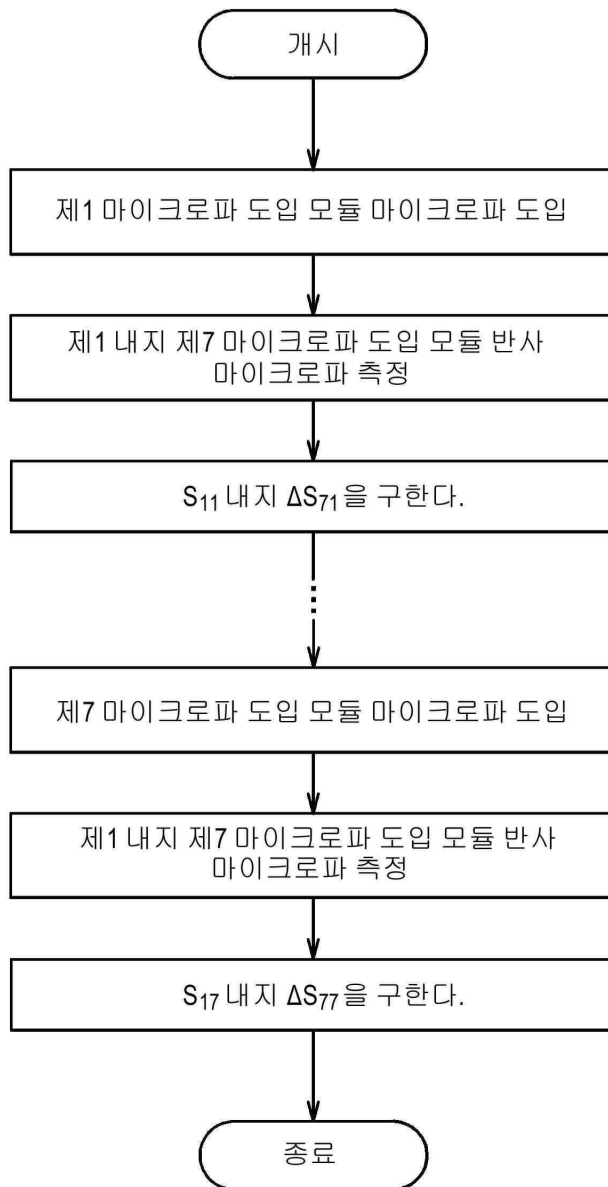 개시
제1 마이크로파 도입 모듈 마이크로파 도입
제1 내지 제7 마이크로파 도입 모듈 반사
마이크로파 측정
S₁₁ 내지 ΔS₇₁을 구한다.
제7 마이크로파 도입 모듈 마이크로파 도입
제1 내지 제7 마이크로파 도입 모듈 반사
마이크로파 측정
S₁₇ 내지 ΔS₇₇을 구한다.
종료